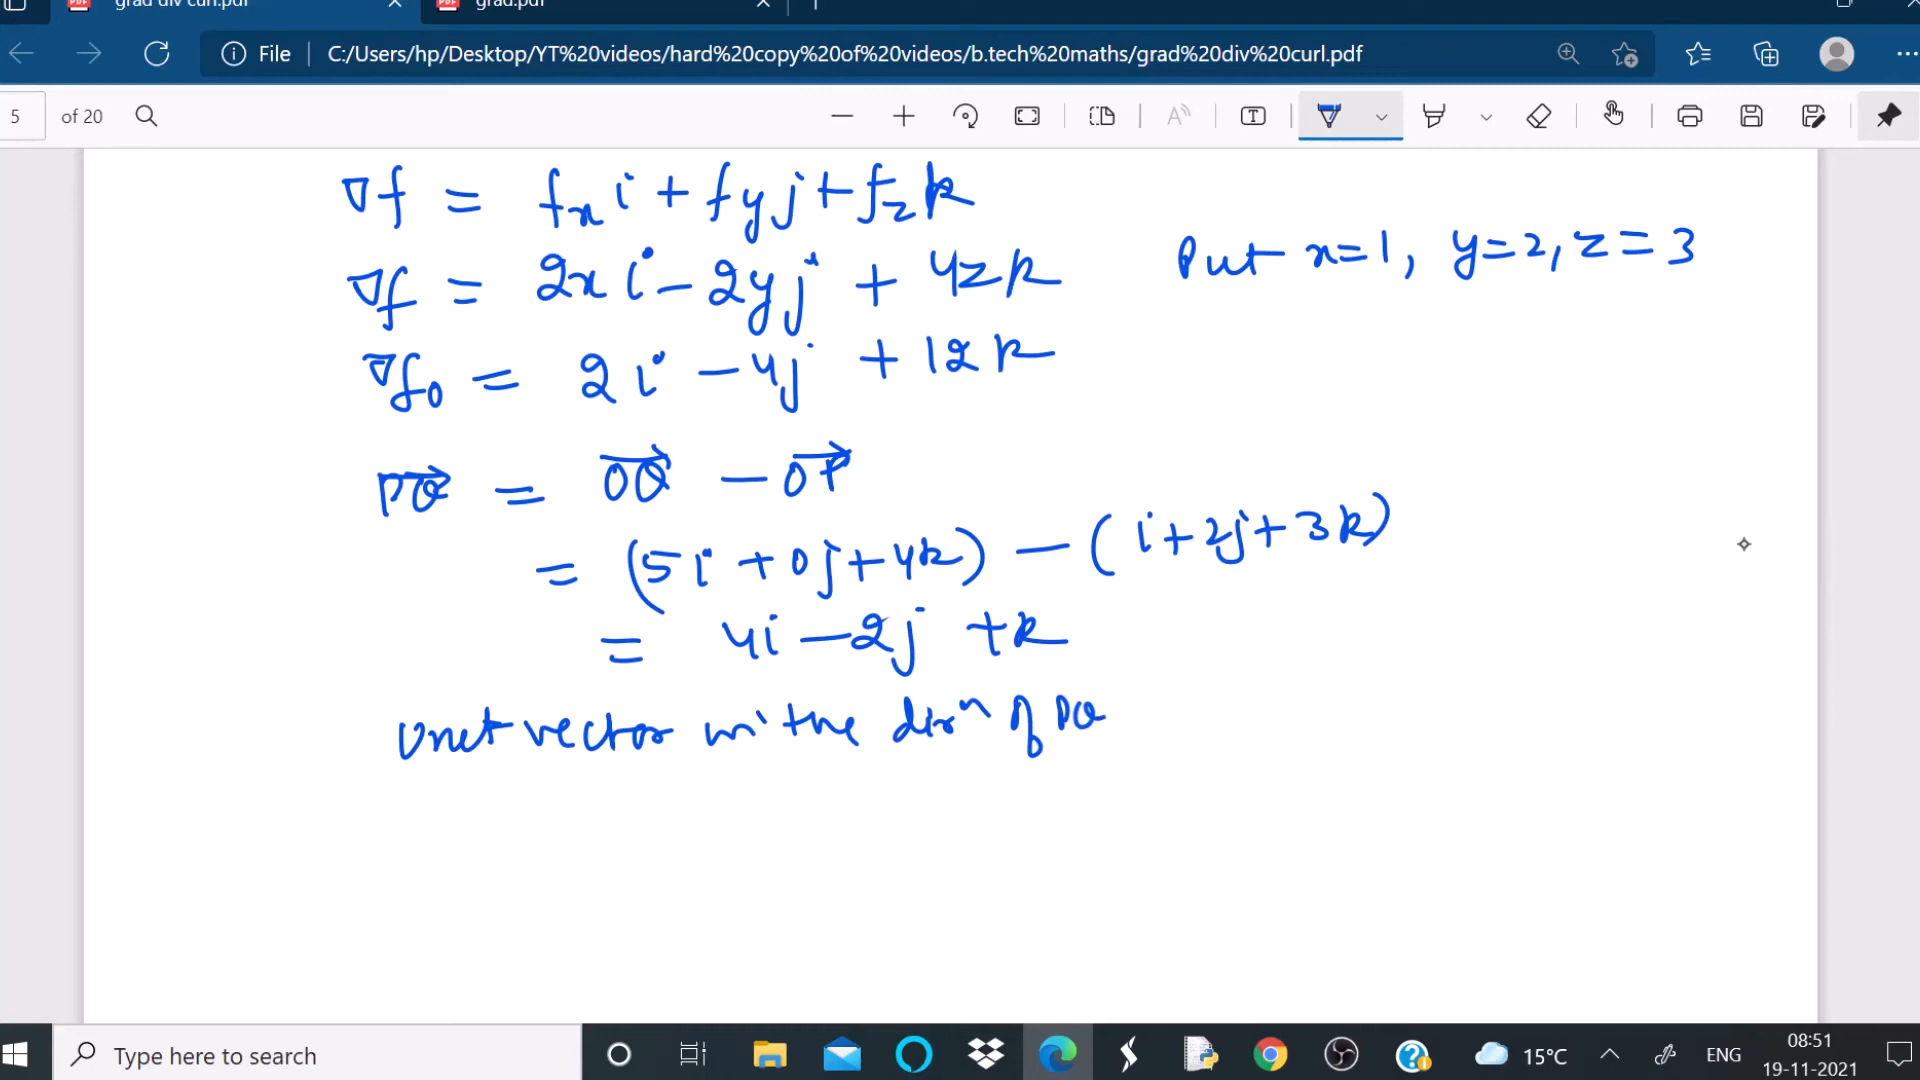 grad div curl.pdf
grad.pdf
File C:/Users/hp/Desktop/YT%20videos/hard%20copy%20of%20videos/b.tech%20maths/grad%20div%20curl.pdf
5 of 20
∇f = fx i + fy j + fz k
Put x=1, y=2, z=3
∇f = 2x i - 2y j + 4z k
∇f0 = 2 i - 4j + 12 k
PQ = OQ - OP
= (5i + 0j + 4k) - (i + 2j + 3k)
= 4i - 2j + k
Unit vector in the dirⁿ of PQ
Type here to search
15°C
ENG
08:51
19-11-2021